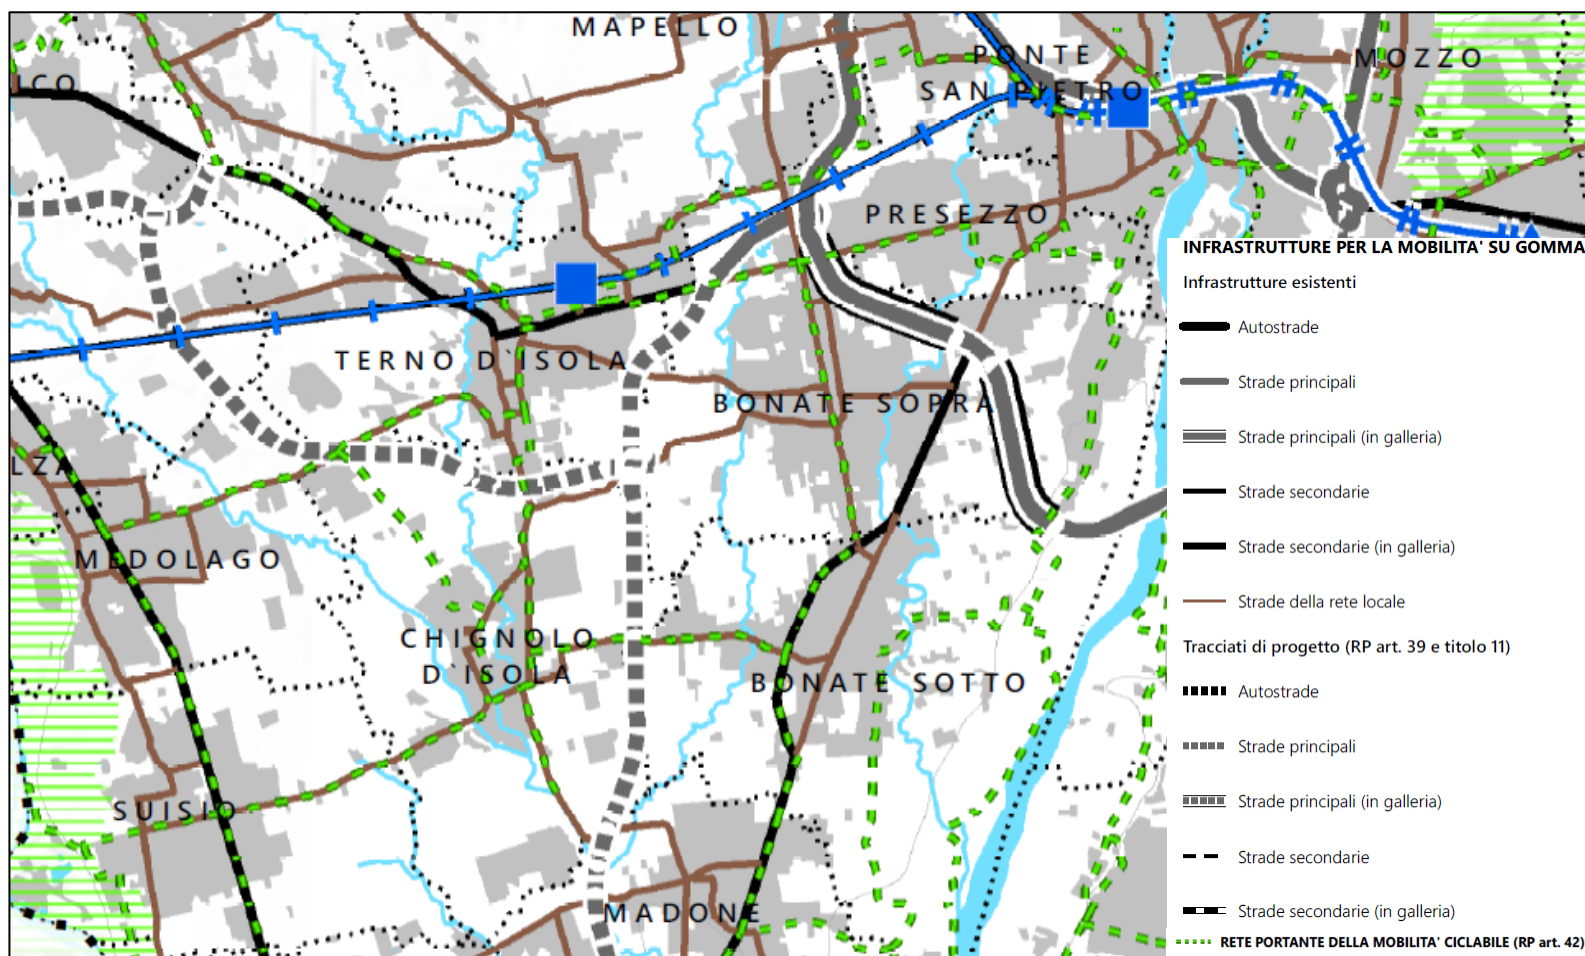 MAPELLO
PONTE
SAN PIETRO
MOZZO
ICO
PRESEZZO
TERNO D`ISOLA
BONATE SOPRA
LZA
MEDOLAGO
CHIGNOLO
D`ISOLA
BONATE SOTTO
SUISIO
MADONE
INFRASTRUTTURE PER LA MOBILITA' SU GOMMA
Infrastrutture esistenti
Autostrade
Strade principali
Strade principali (in galleria)
Strade secondarie
Strade secondarie (in galleria)
Strade della rete locale
Tracciati di progetto (RP art. 39 e titolo 11)
Autostrade
Strade principali
Strade principali (in galleria)
Strade secondarie
Strade secondarie (in galleria)
RETE PORTANTE DELLA MOBILITA' CICLABILE (RP art. 42)